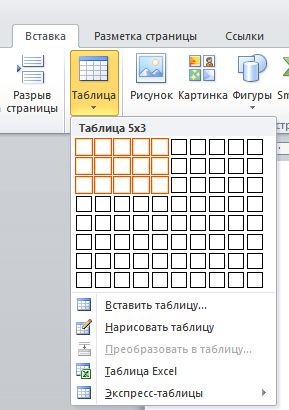 Вставка Разметка страницы Ссылки
Разрыв страницы Таблица Рисунок Картинка Фигуры Sm
Таблица 5x3
Вставить таблицу...
Нарисовать таблицу
Преобразовать в таблицу...
Таблица Excel
Экспресс-таблицы